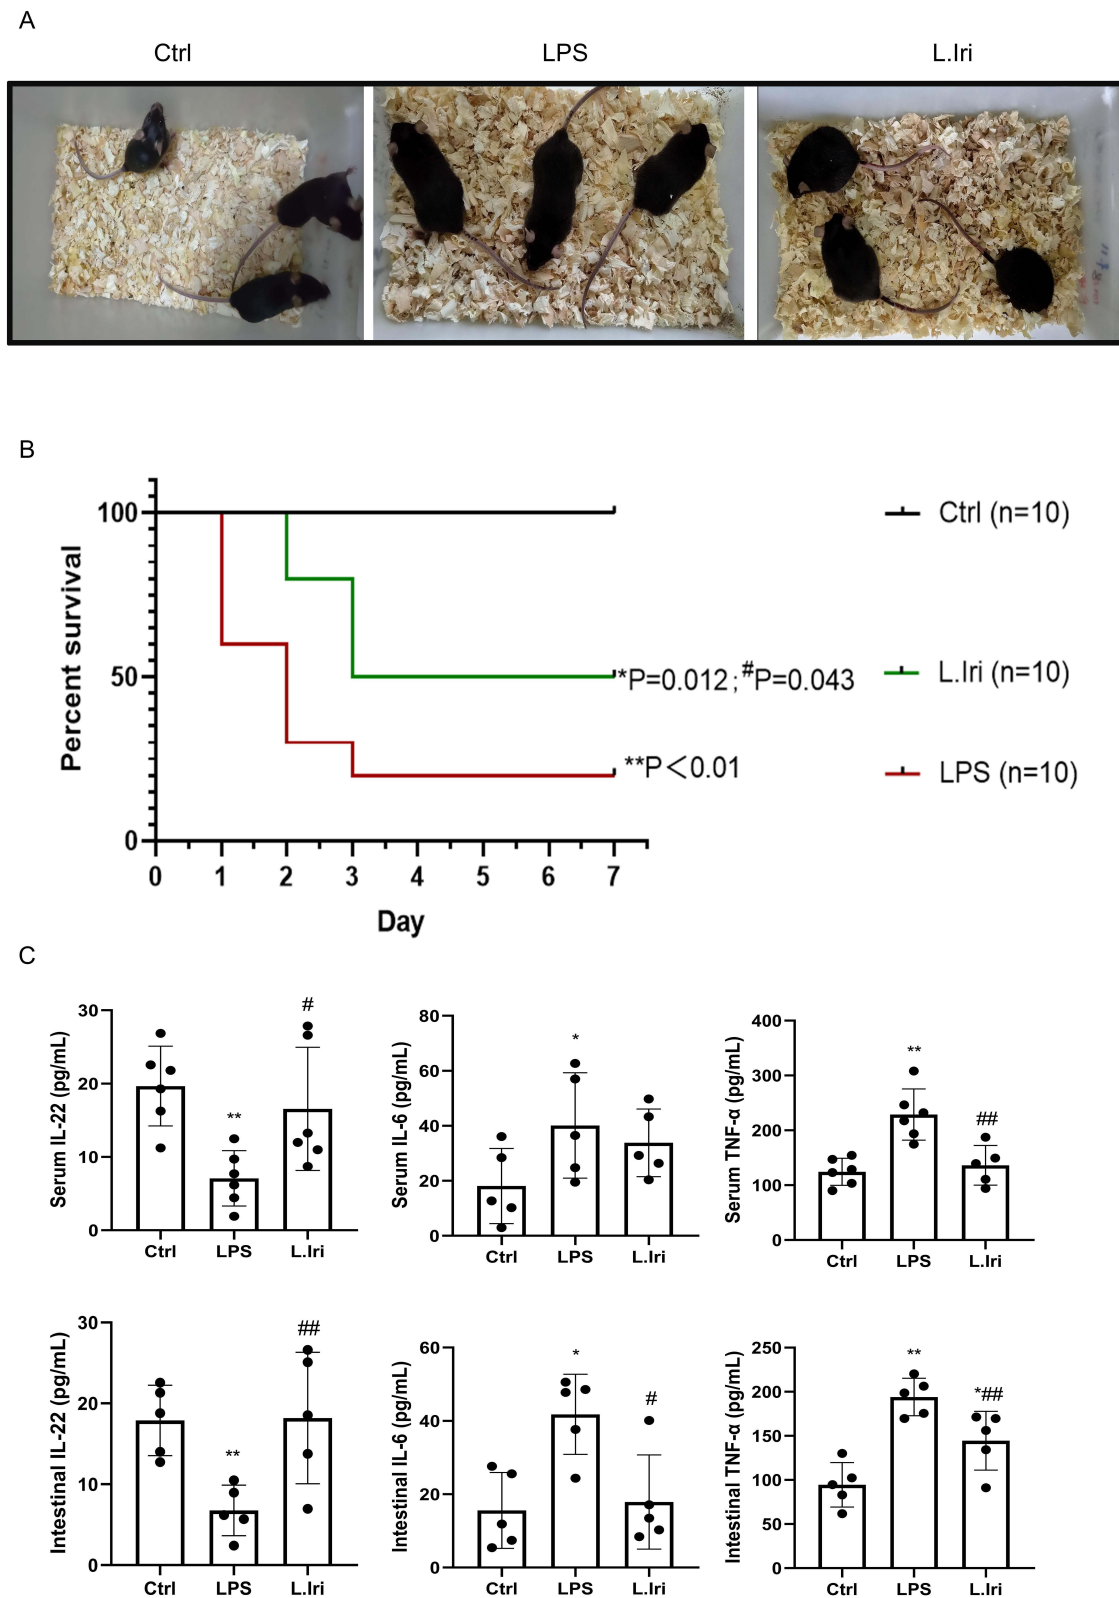 A
Ctrl
LPS
L.Iri
B
Percent survival
100
50
0
0 1 2 3 4 5 6 7
Day
*P=0.012; #P=0.043
**P<0.01
Ctrl (n=10)
L.Iri (n=10)
LPS (n=10)
C
Serum IL-22 (pg/mL)
30
20
10
0
**
#
Ctrl LPS L.Iri
Serum IL-6 (pg/mL)
80
60
40
20
0
*
Ctrl LPS L.Iri
Serum TNF-α (pg/mL)
400
300
200
100
0
**
##
Ctrl LPS L.Iri
Intestinal IL-22 (pg/mL)
30
20
10
0
**
##
Ctrl LPS L.Iri
Intestinal IL-6 (pg/mL)
60
40
20
0
*
#
Ctrl LPS L.Iri
Intestinal TNF-α (pg/mL)
250
200
150
100
50
0
**
*##
Ctrl LPS L.Iri